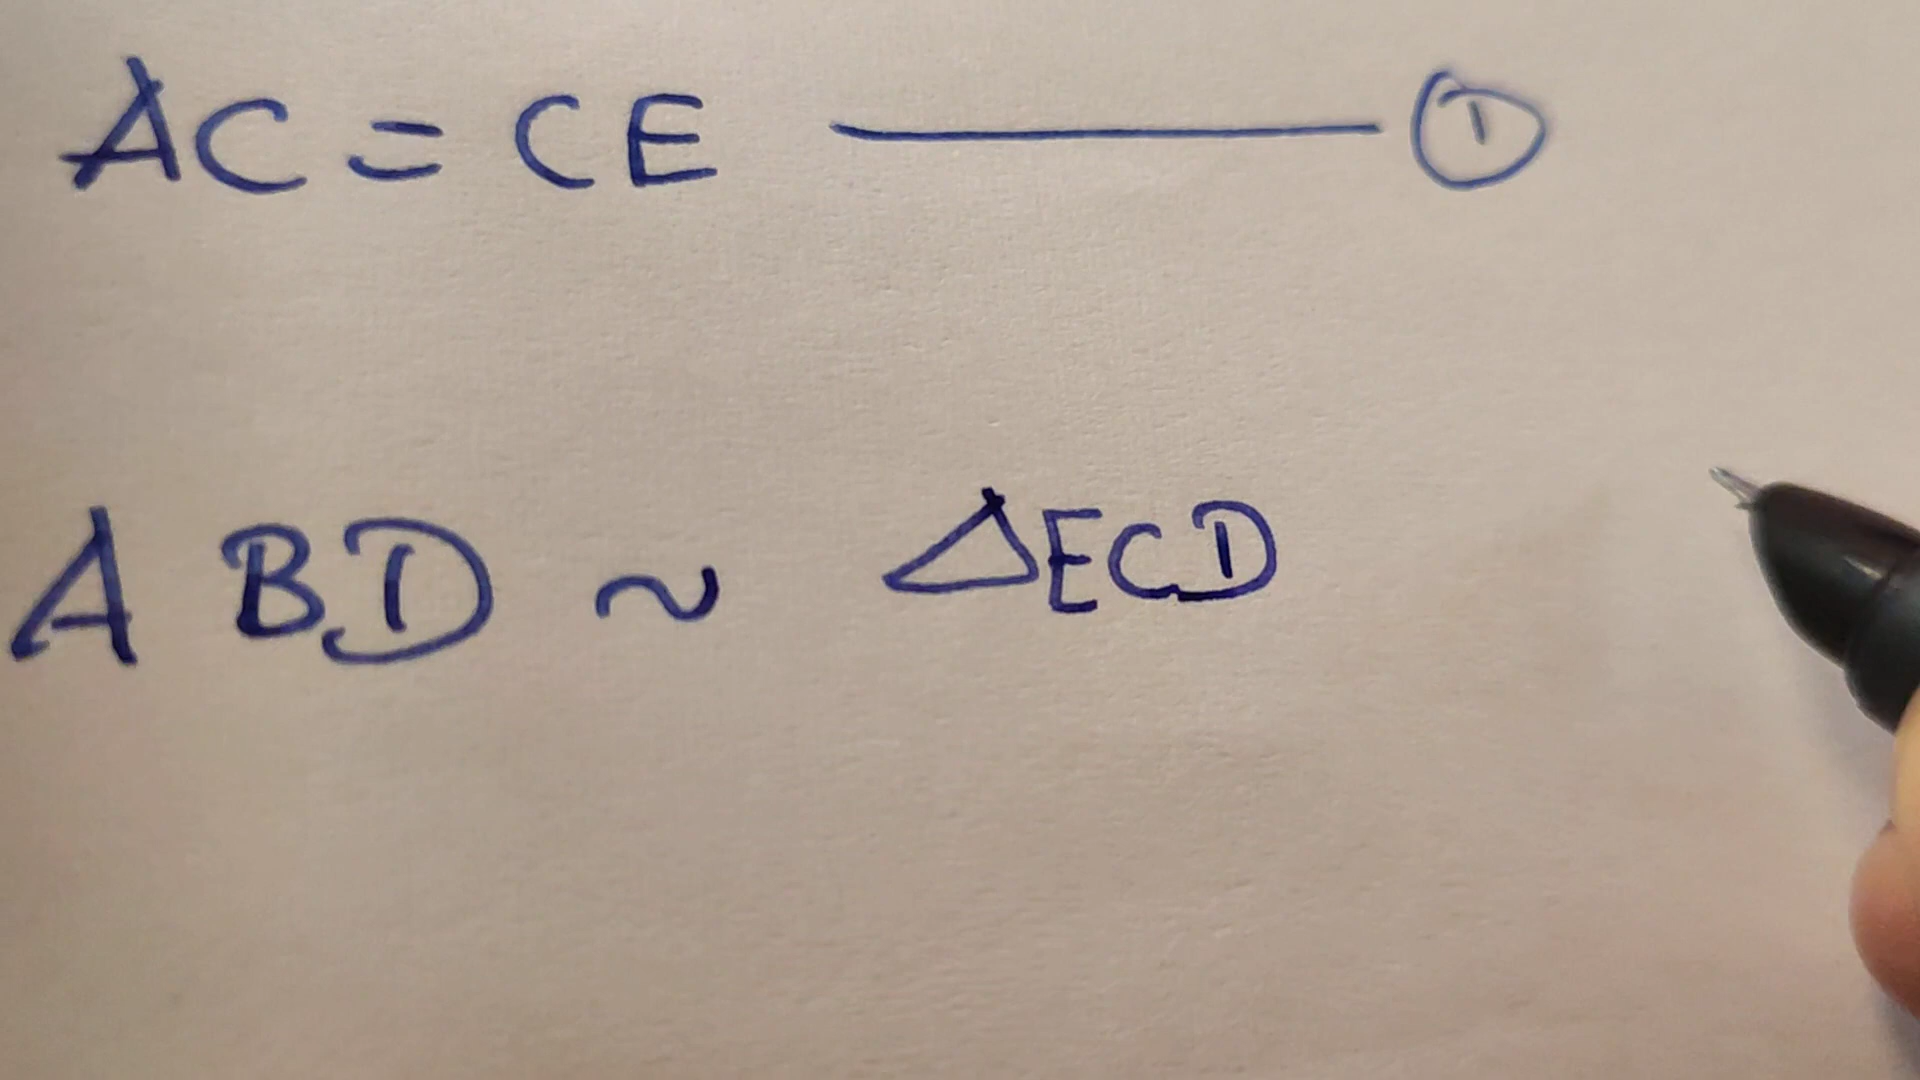 AC = CE ——— ①
ABD ~ △ECD